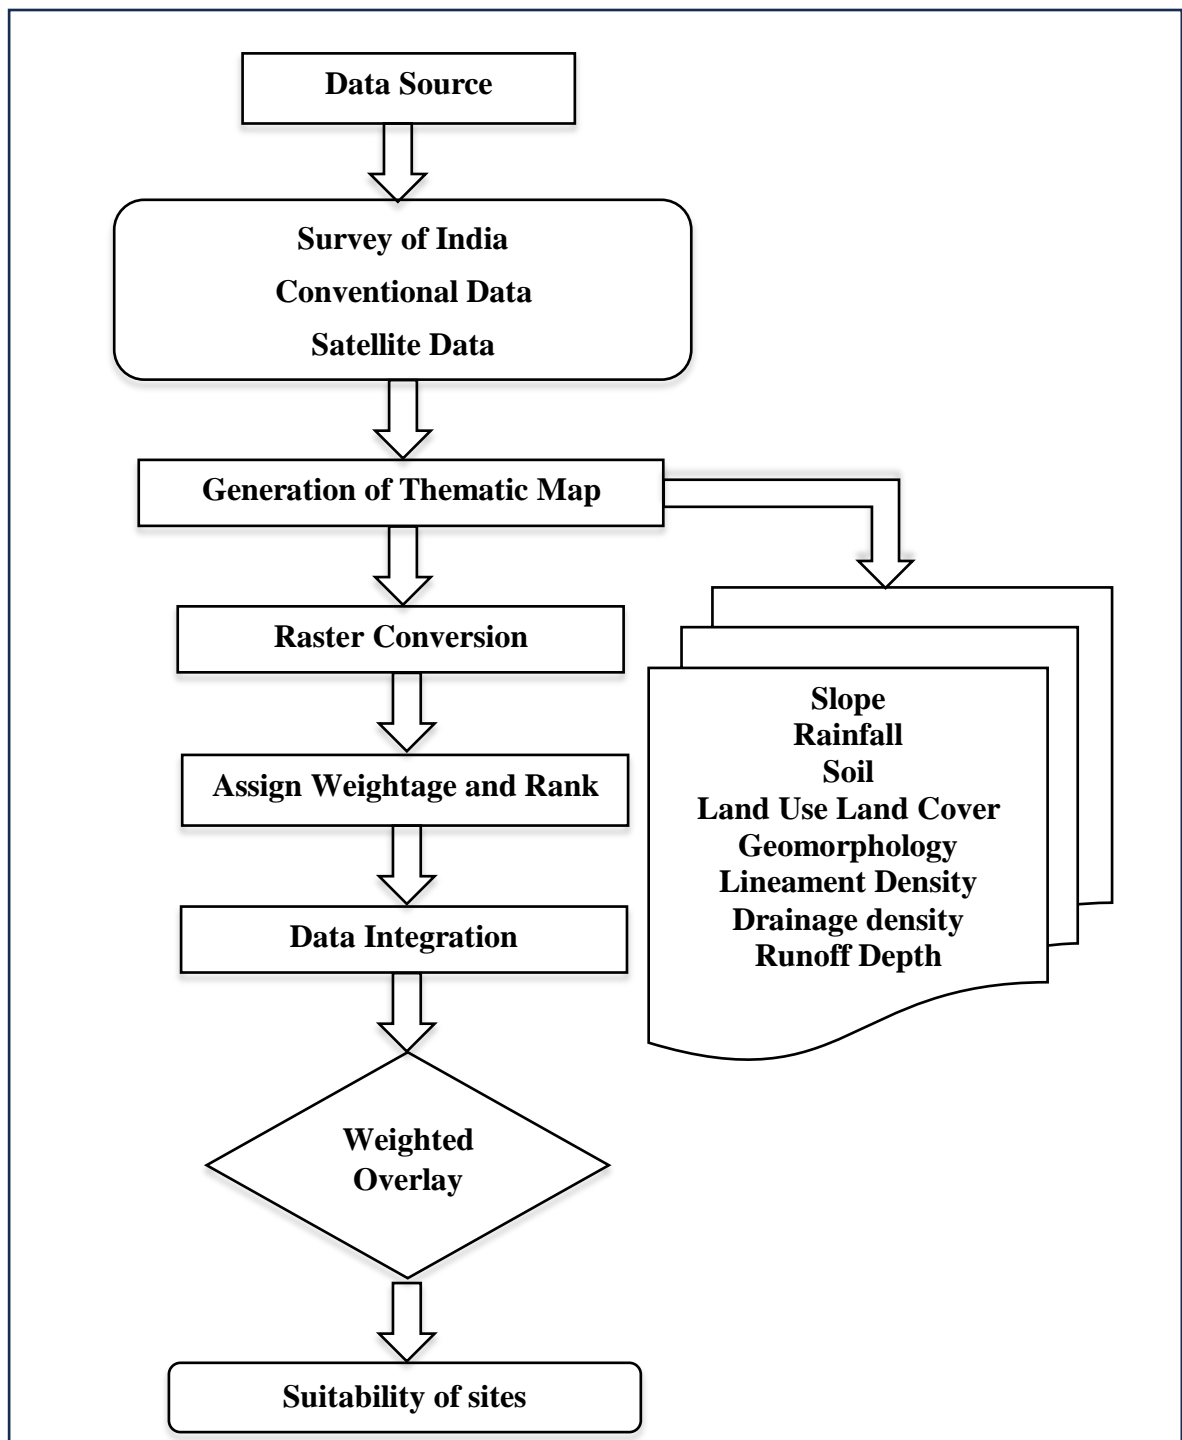 Data Source
Survey of India
Conventional Data
Satellite Data
Generation of Thematic Map
Raster Conversion
Assign Weightage and Rank
Data Integration
Weighted
Overlay
Suitability of sites
Slope
Rainfall
Soil
Land Use Land Cover
Geomorphology
Lineament Density
Drainage density
Runoff Depth